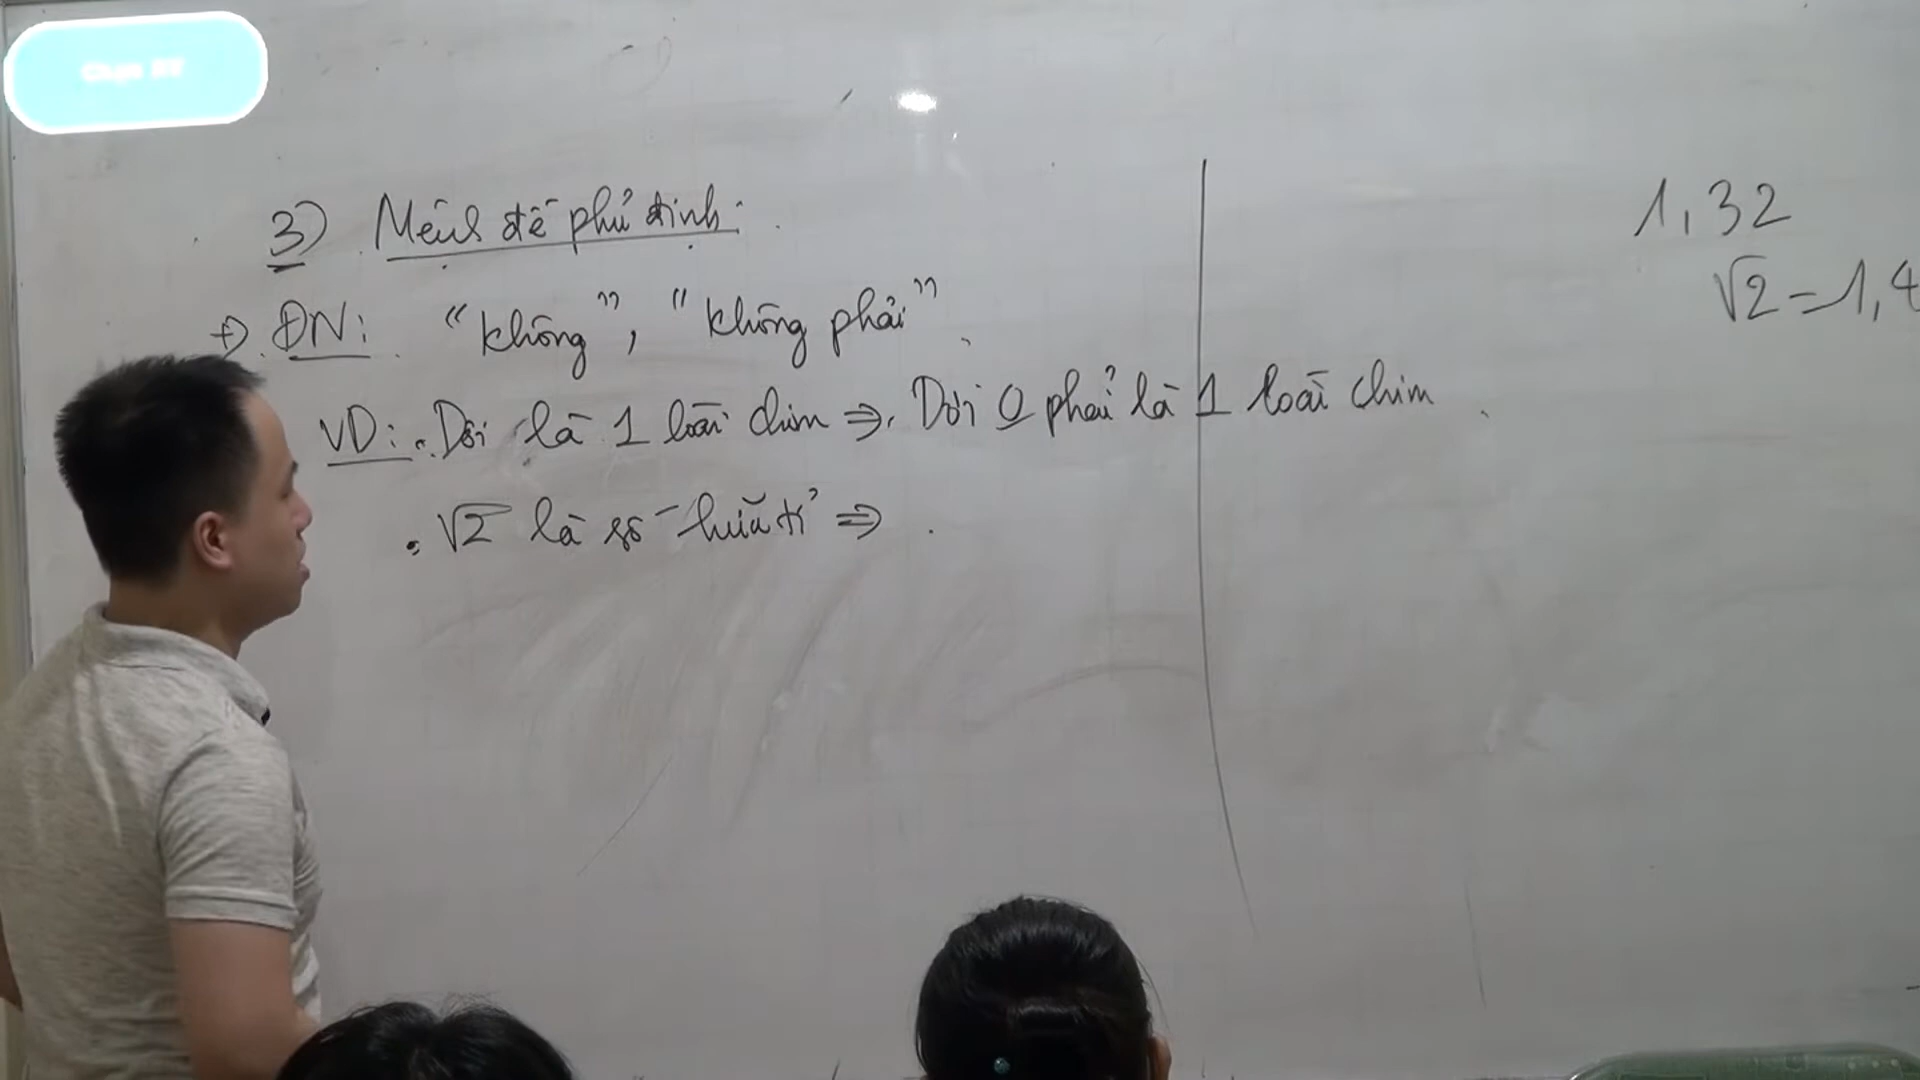 3) Mệnh đề phủ định:
+) ĐN: "không", "không phải".
VD: . Dơi là 1 loài chim => . Dơi 0 phải là 1 loài chim
. √2 là số hữu tỉ =>
1,32
√2 = 1,4